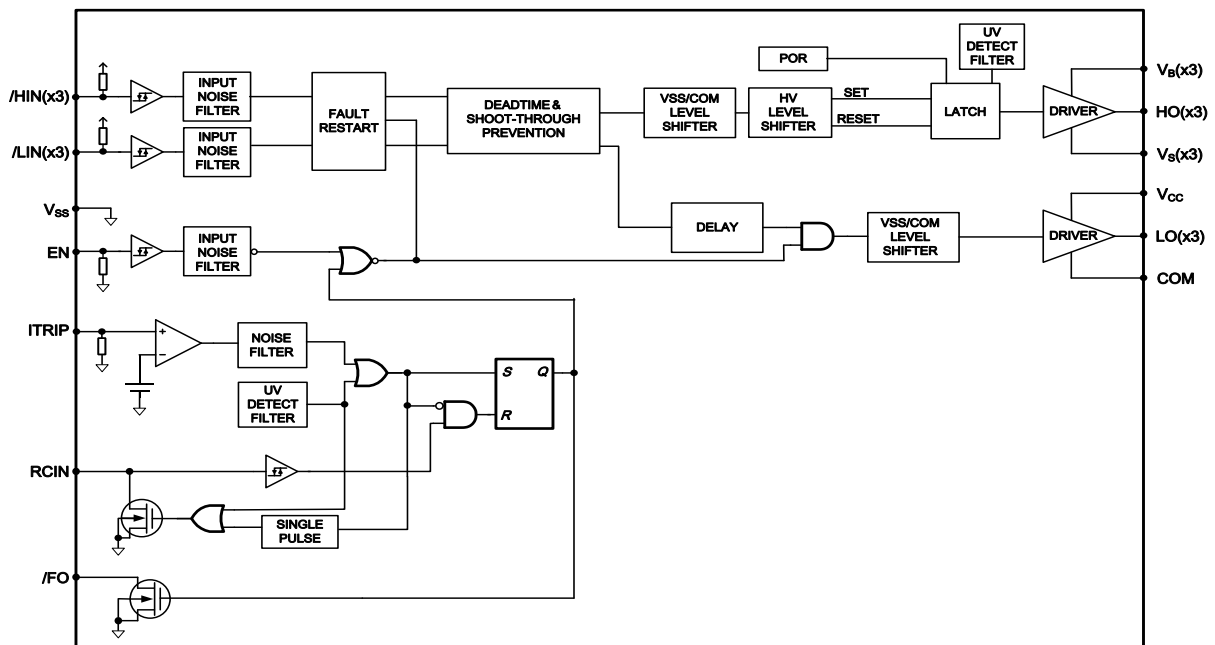 /HIN(x3)
INPUT
NOISE
FILTER
FAULT
RESTART
DEADTIME &
SHOOT-THROUGH
PREVENTION
VSS/COM
LEVEL
SHIFTER
HV
LEVEL
SHIFTER
POR
SET
RESET
LATCH
UV
DETECT
FILTER
DRIVER
VB(x3)
HO(x3)
VS(x3)
/LIN(x3)
INPUT
NOISE
FILTER
VSS
EN
INPUT
NOISE
FILTER
DELAY
VSS/COM
LEVEL
SHIFTER
DRIVER
VCC
LO(x3)
COM
ITRIP
+
−
NOISE
FILTER
UV
DETECT
FILTER
S
Q
R
RCIN
SINGLE
PULSE
/FO